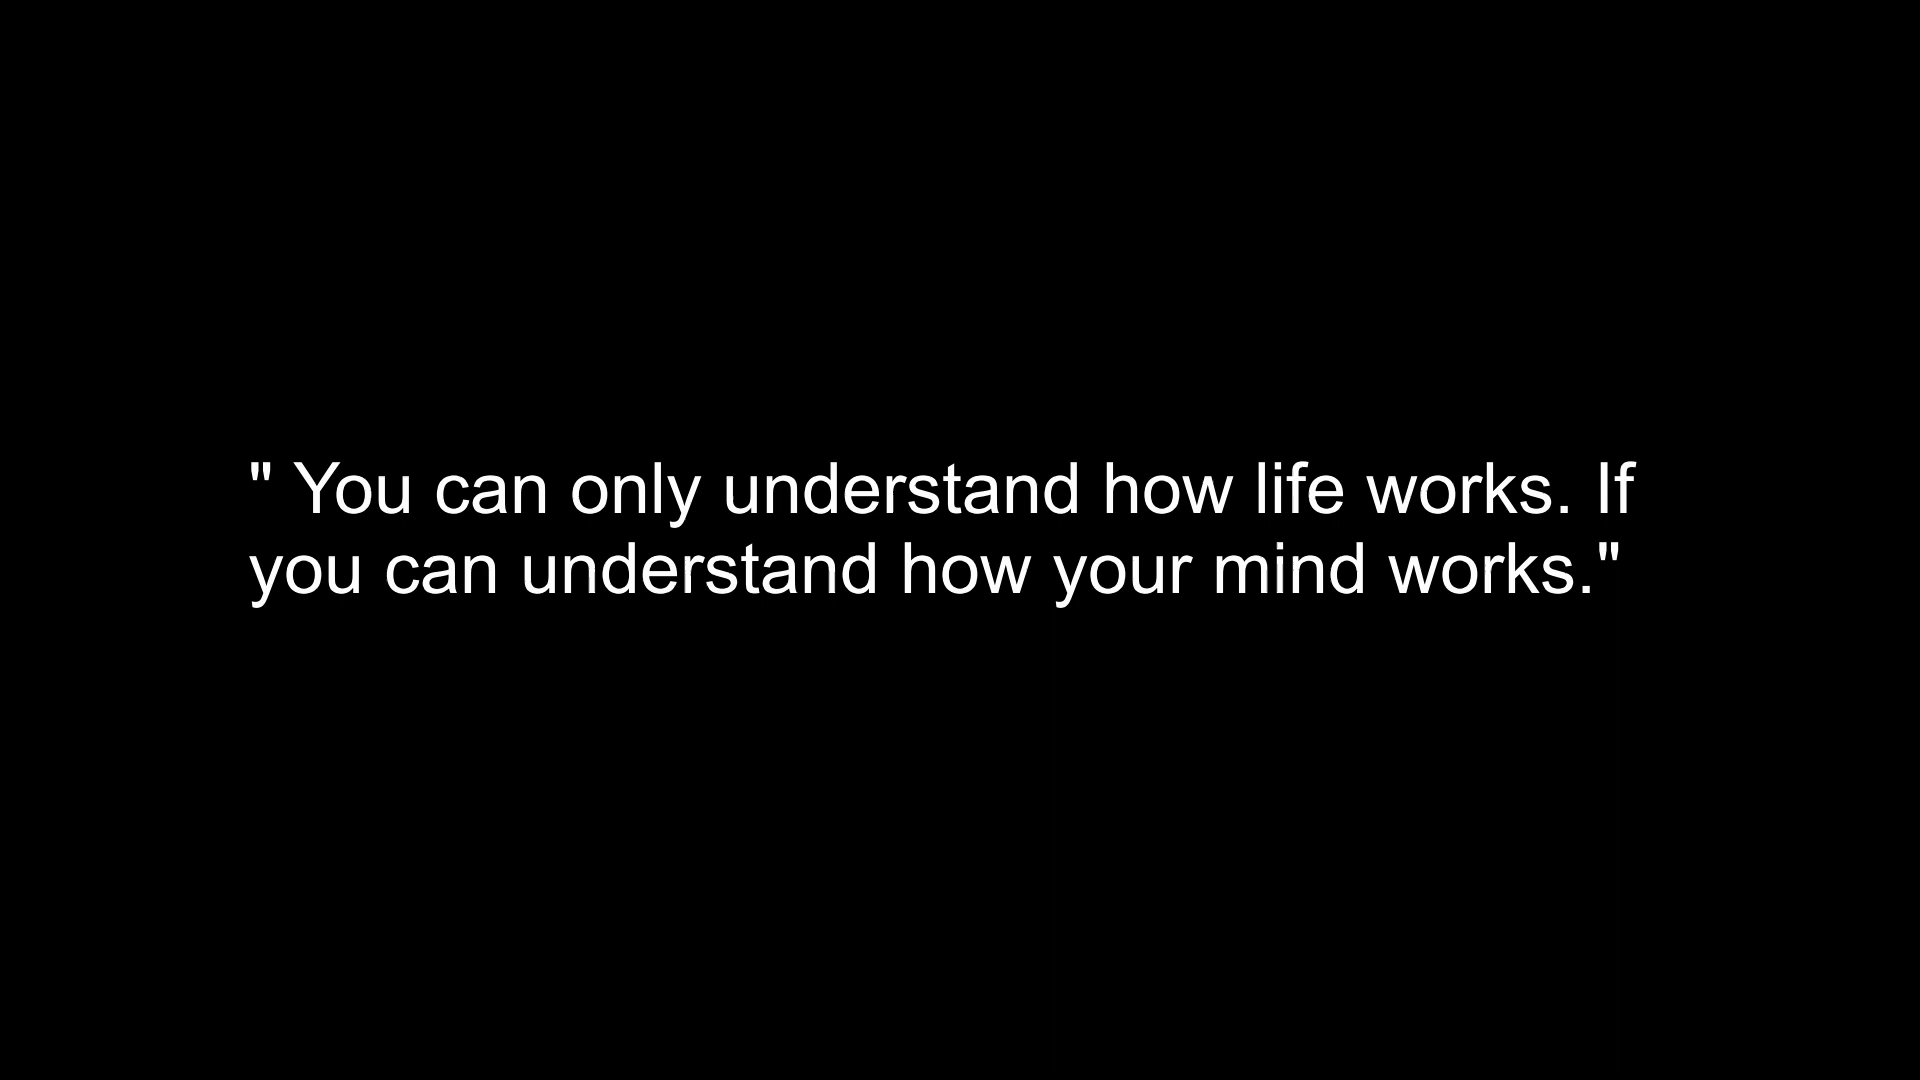 " You can only understand how life works. If
you can understand how your mind works."